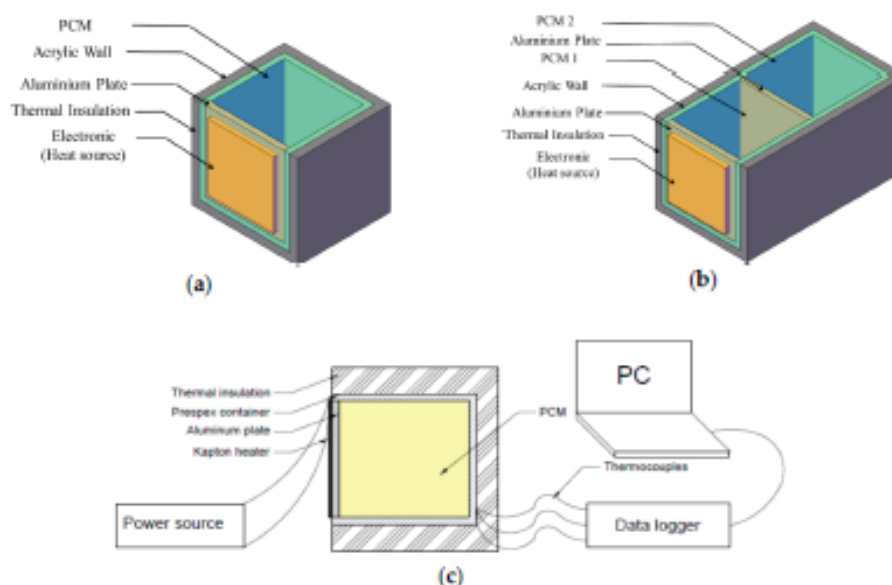 PCM
Acrylic Wall
Aluminium Plate
Thermal Insulation
Electronic
(Heat source)
(a)
PCM 2
Aluminium Plate
PCM 1
Acrylic Wall
Aluminium Plate
Thermal Insulation
Electronic
(Heat source)
(b)
Thermal insulation
Prespex container
Aluminum plate
Kapton heater
Power source
PCM
PC
Thermocouples
Data logger
(c)